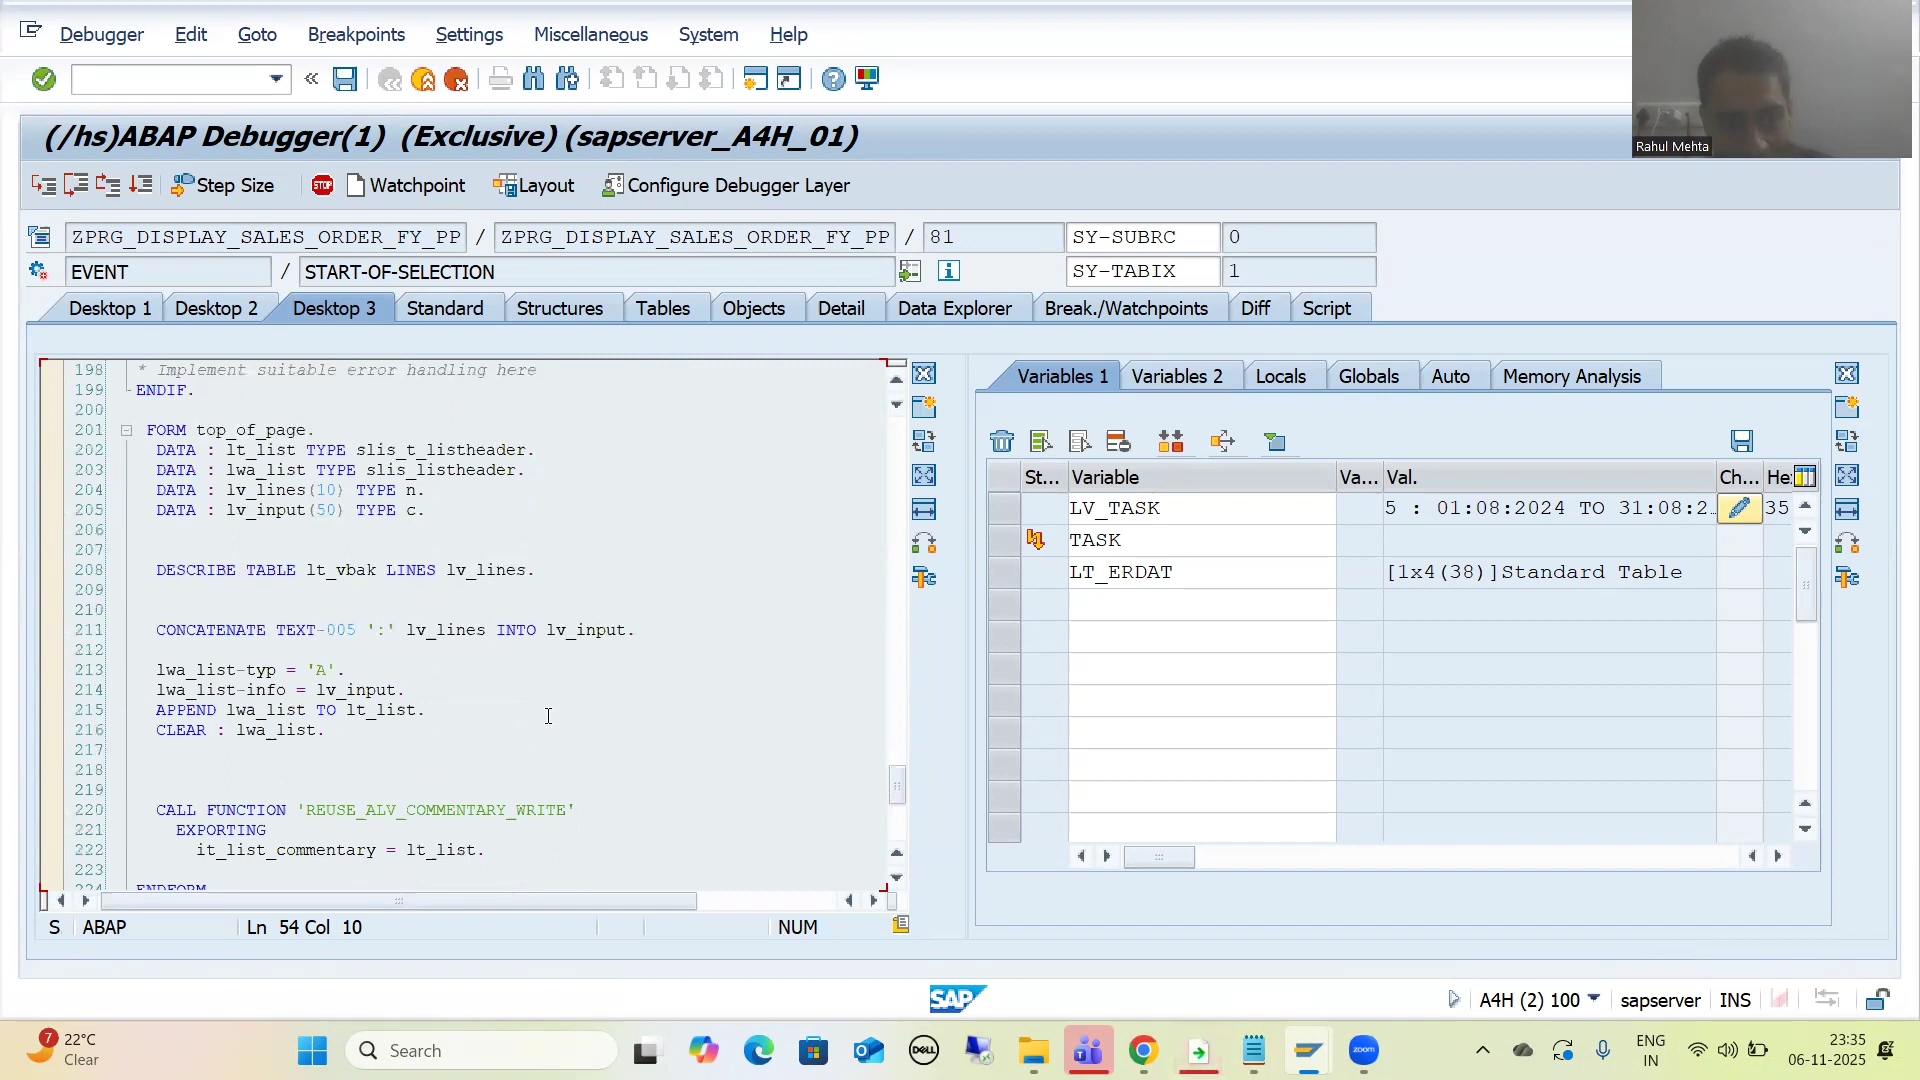 Debugger Edit Goto Breakpoints Settings Miscellaneous System Help
Rahul Mehta
(/hs)ABAP Debugger(1) (Exclusive) (sapserver_A4H_01)
STOP
Step Size Watchpoint Layout Configure Debugger Layer
ZPRG_DISPLAY_SALES_ORDER_FY_PP / ZPRG_DISPLAY_SALES_ORDER_FY_PP / 81 SY-SUBRC 0
EVENT / START-OF-SELECTION SY-TABIX 1
Desktop 1 Desktop 2 Desktop 3 Standard Structures Tables Objects Detail Data Explorer Break./Watchpoints Diff Script
198 * Implement suitable error handling here
199 ENDIF.
200
201 FORM top_of_page.
202 DATA : lt_list TYPE slis_t_listheader.
203 DATA : lwa_list TYPE slis_listheader.
204 DATA : lv_lines(10) TYPE n.
205 DATA : lv_input(50) TYPE c.
206
207
208 DESCRIBE TABLE lt_vbak LINES lv_lines.
209
210
211 CONCATENATE TEXT-005 ':' lv_lines INTO lv_input.
212
213 lwa_list-typ = 'A'.
214 lwa_list-info = lv_input.
215 APPEND lwa_list TO lt_list.
216 CLEAR : lwa_list.
217
218
219
220 CALL FUNCTION 'REUSE_ALV_COMMENTARY_WRITE'
221 EXPORTING
222 it_list_commentary = lt_list.
223
224 ENDFORM
S ABAP Ln 54 Col 10 NUM
Variables 1 Variables 2 Locals Globals Auto Memory Analysis
St... Variable Va... Val. Ch... He
LV_TASK 5 : 01:08:2024 TO 31:08:2… 35
TASK
LT_ERDAT [1x4(38)]Standard Table
SAP
A4H (2) 100 sapserver INS
7
22°C
Clear
Search
DELL
T
zoom
ENG
IN
23:35
06-11-2025